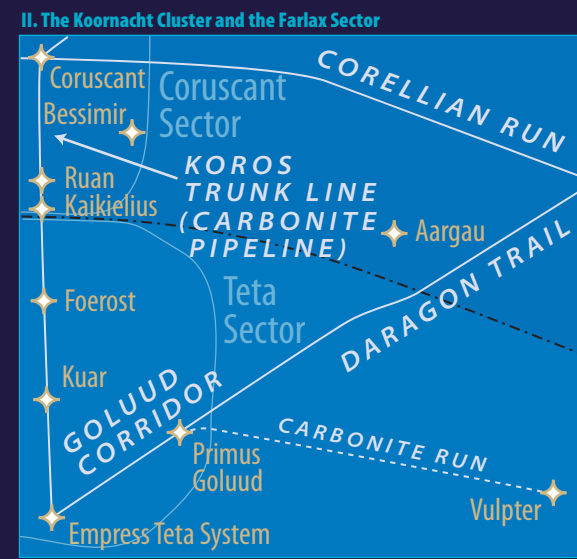 II. The Koornacht Cluster and the Farlax Sector
Coruscant
Bessimir
Coruscant
Sector
CORELLIAN RUN
KOROS
TRUNK LINE
(CARBONITE
PIPELINE)
Ruan
Kaikielius
Aargau
Foerost
Teta
Sector
DARAGON TRAIL
Kuar
GOLUUD
CORRIDOR
CARBONITE RUN
Primus
Goluud
Vulpter
Empress Teta System